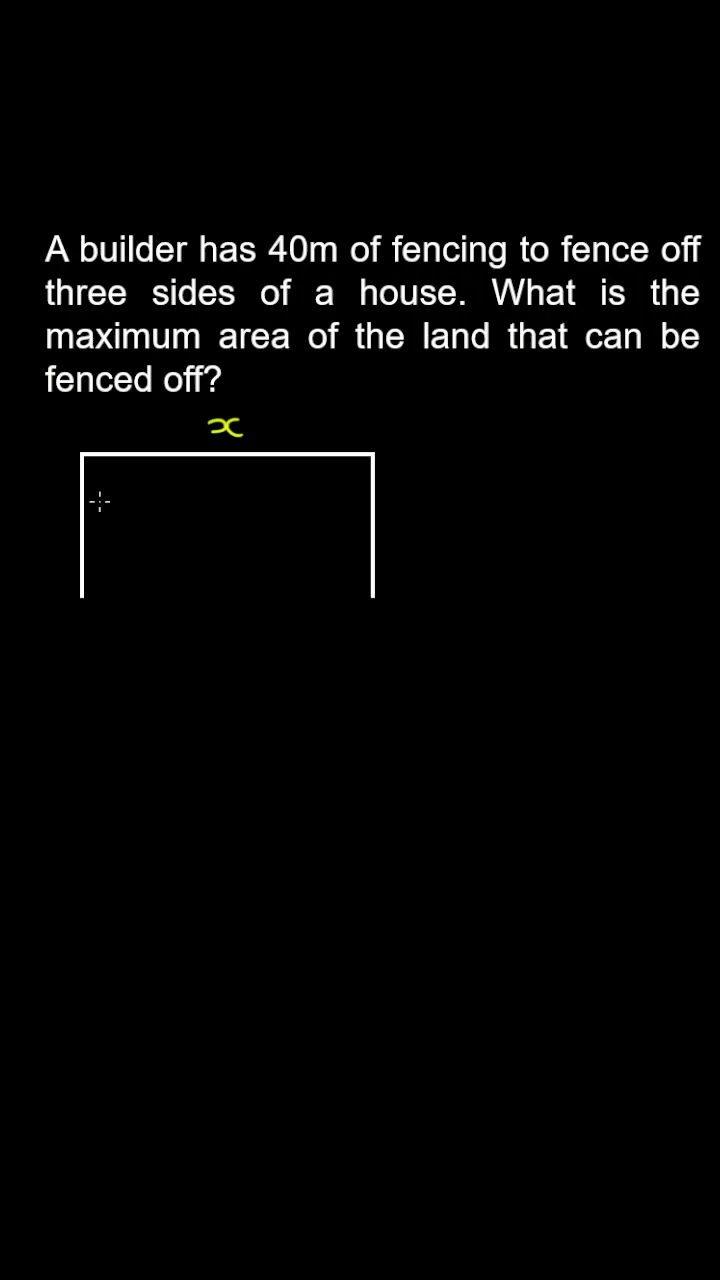 A builder has 40m of fencing to fence off
three sides of a house. What is the
maximum area of the land that can be
fenced off?
x